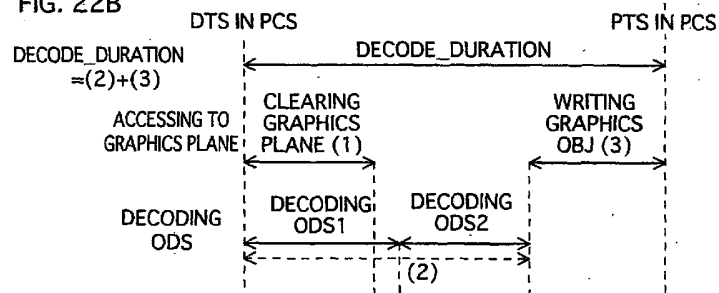 FIG. 22B
DTS IN PCS
PTS IN PCS
DECODE_DURATION
=(2)+(3)
DECODE_DURATION
ACCESSING TO
GRAPHICS PLANE
CLEARING
GRAPHICS
PLANE (1)
WRITING
GRAPHICS
OBJ (3)
DECODING
ODS
DECODING
ODS1
DECODING
ODS2
(2)